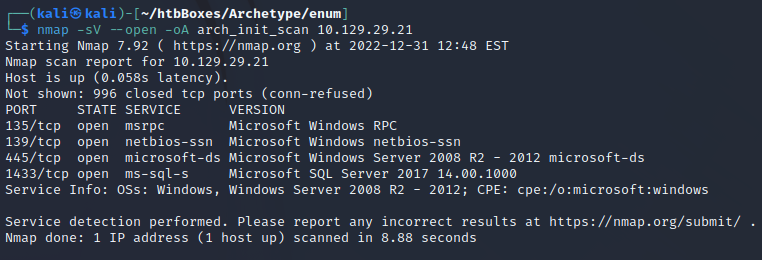 ┌──(kali㉿kali)-[~/htbBoxes/Archetype/enum]
└─$ nmap -sV --open -oA arch_init_scan 10.129.29.21
Starting Nmap 7.92 ( https://nmap.org ) at 2022-12-31 12:48 EST
Nmap scan report for 10.129.29.21
Host is up (0.058s latency).
Not shown: 996 closed tcp ports (conn-refused)
PORT     STATE SERVICE      VERSION
135/tcp  open  msrpc        Microsoft Windows RPC
139/tcp  open  netbios-ssn  Microsoft Windows netbios-ssn
445/tcp  open  microsoft-ds Microsoft Windows Server 2008 R2 - 2012 microsoft-ds
1433/tcp open  ms-sql-s     Microsoft SQL Server 2017 14.00.1000
Service Info: OSs: Windows, Windows Server 2008 R2 - 2012; CPE: cpe:/o:microsoft:windows

Service detection performed. Please report any incorrect results at https://nmap.org/submit/ .
Nmap done: 1 IP address (1 host up) scanned in 8.88 seconds